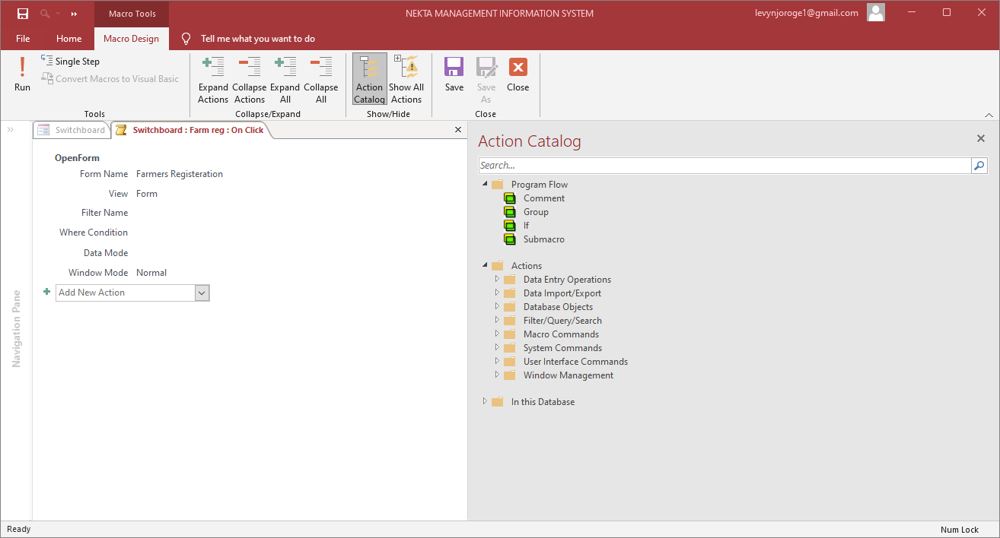 Macro Tools
NEKTA MANAGEMENT INFORMATION SYSTEM
levynjoroge1@gmail.com
File Home Macro Design Tell me what you want to do
Run
Single Step
Convert Macros to Visual Basic
Tools
Expand Actions
Collapse Actions
Expand All
Collapse All
Collapse/Expand
Action Catalog
Show All Actions
Show/Hide
Save
Save As
Close
Close
Navigation Pane
Switchboard
Switchboard : Farm reg : On Click
OpenForm
Form Name Farmers Registeration
View Form
Filter Name
Where Condition
Data Mode
Window Mode Normal
Add New Action
Action Catalog
Search...
Program Flow
Comment
Group
If
Submacro
Actions
Data Entry Operations
Data Import/Export
Database Objects
Filter/Query/Search
Macro Commands
System Commands
User Interface Commands
Window Management
In this Database
Ready
Num Lock